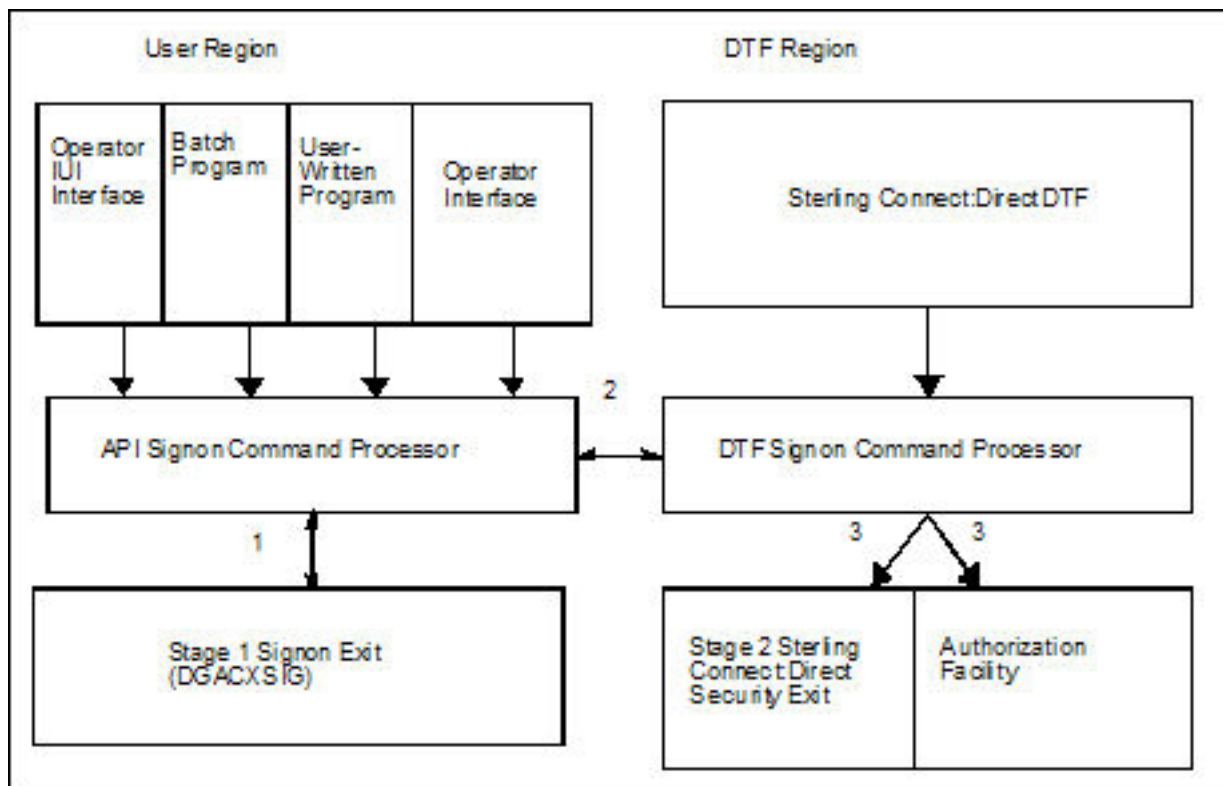 User Region
DTF Region
Operator
IUI
Interface
Batch
Program
User-
Written
Program
Operator
Interface
Sterling Connect:Direct DTF
2
API Signon Command Processor
DTF Signon Command Processor
1
3
3
Stage 1 Signon Exit
(DGACXSIG)
Stage 2 Sterling
Connect:Direct
Security Exit
Authorization
Facility